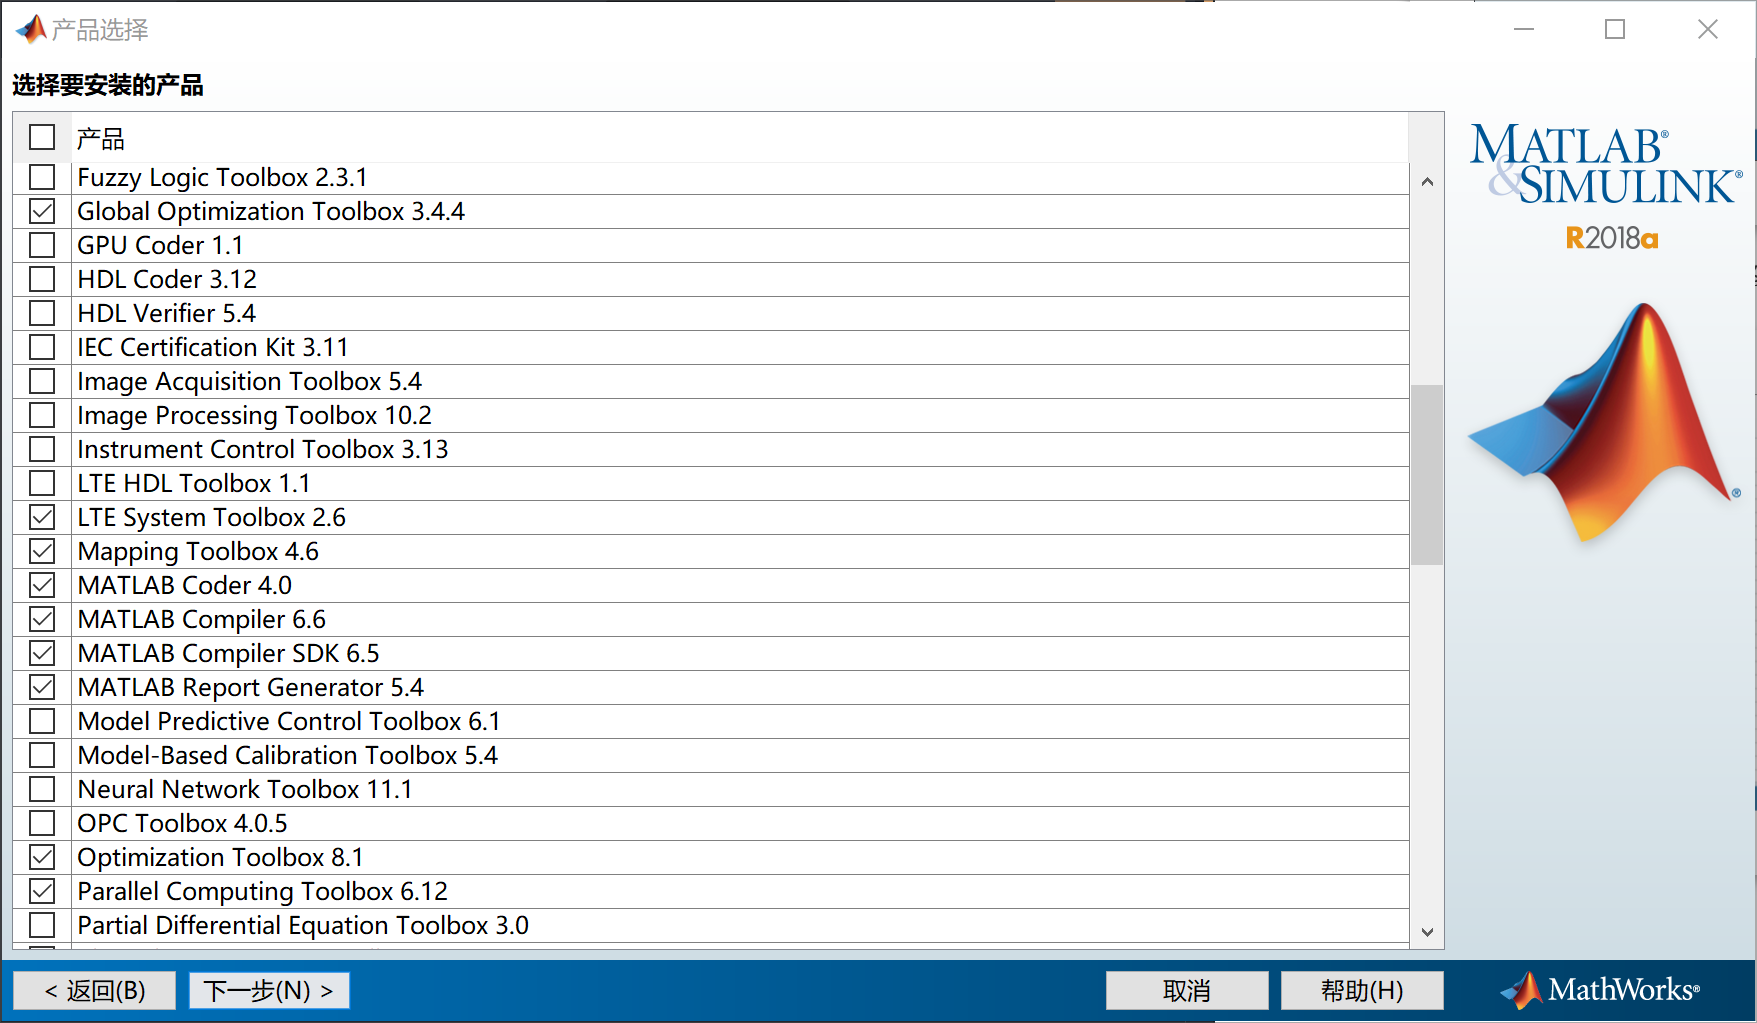 产品选择
选择要安装的产品
产品
Fuzzy Logic Toolbox 2.3.1
Global Optimization Toolbox 3.4.4
GPU Coder 1.1
HDL Coder 3.12
HDL Verifier 5.4
IEC Certification Kit 3.11
Image Acquisition Toolbox 5.4
Image Processing Toolbox 10.2
Instrument Control Toolbox 3.13
LTE HDL Toolbox 1.1
LTE System Toolbox 2.6
Mapping Toolbox 4.6
MATLAB Coder 4.0
MATLAB Compiler 6.6
MATLAB Compiler SDK 6.5
MATLAB Report Generator 5.4
Model Predictive Control Toolbox 6.1
Model-Based Calibration Toolbox 5.4
Neural Network Toolbox 11.1
OPC Toolbox 4.0.5
Optimization Toolbox 8.1
Parallel Computing Toolbox 6.12
Partial Differential Equation Toolbox 3.0
MATLAB®
&SIMULINK®
R2018a
®
< 返回(B)
下一步(N) >
取消
帮助(H)
MathWorks®